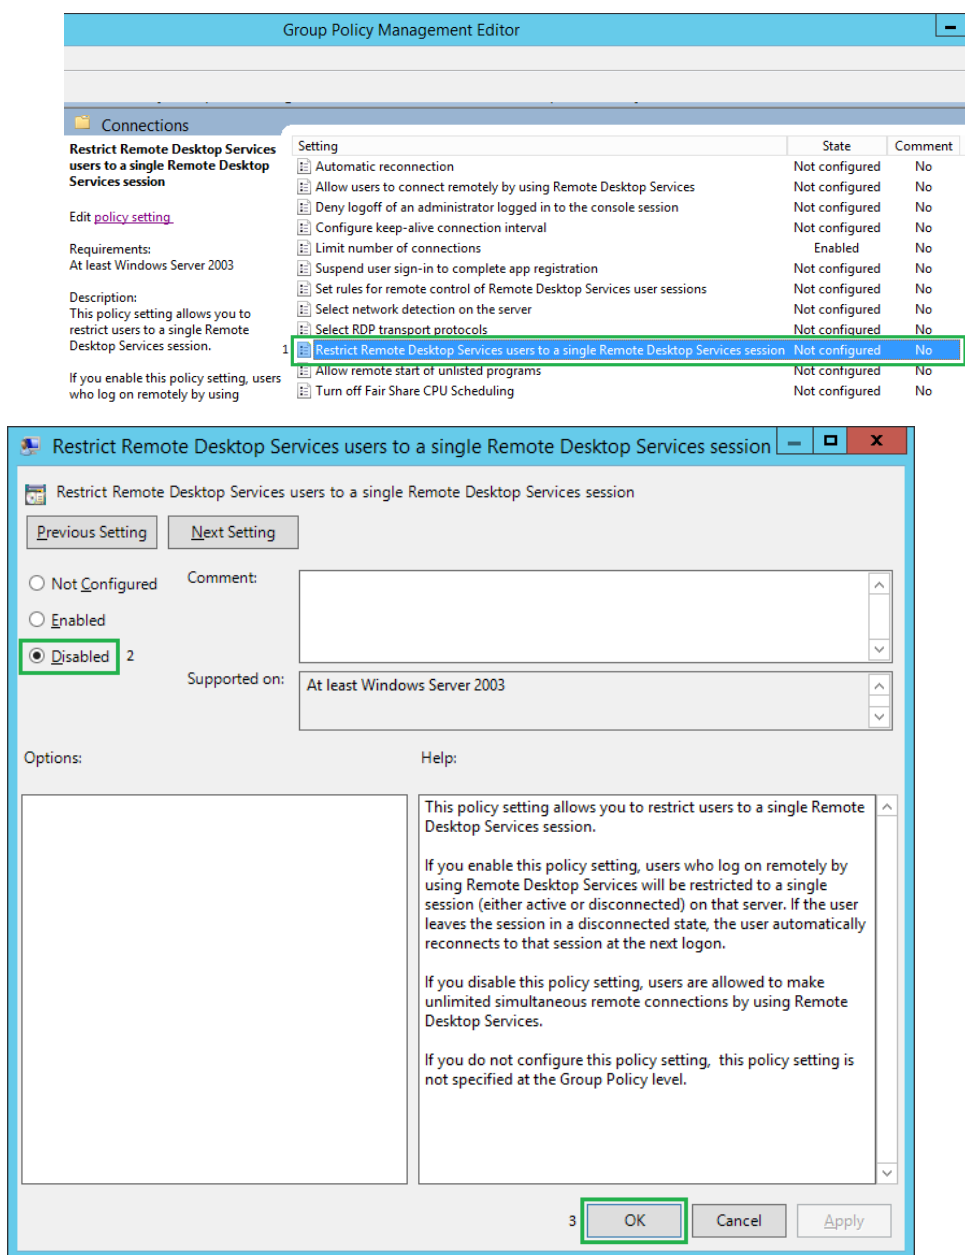 Group Policy Management Editor
Connections
Restrict Remote Desktop Services
users to a single Remote Desktop
Services session
Edit policy setting
Requirements:
At least Windows Server 2003
Description:
This policy setting allows you to
restrict users to a single Remote
Desktop Services session.
If you enable this policy setting, users
who log on remotely by using
Setting State Comment
Automatic reconnection Not configured No
Allow users to connect remotely by using Remote Desktop Services Not configured No
Deny logoff of an administrator logged in to the console session Not configured No
Configure keep-alive connection interval Not configured No
Limit number of connections Enabled No
Suspend user sign-in to complete app registration Not configured No
Set rules for remote control of Remote Desktop Services user sessions Not configured No
Select network detection on the server Not configured No
Select RDP transport protocols Not configured No
1 Restrict Remote Desktop Services users to a single Remote Desktop Services session Not configured No
Allow remote start of unlisted programs Not configured No
Turn off Fair Share CPU Scheduling Not configured No
Restrict Remote Desktop Services users to a single Remote Desktop Services session
Restrict Remote Desktop Services users to a single Remote Desktop Services session
Previous Setting Next Setting
Not Configured Comment:
Enabled
Disabled 2
Supported on: At least Windows Server 2003
Options: Help:
This policy setting allows you to restrict users to a single Remote
Desktop Services session.
If you enable this policy setting, users who log on remotely by
using Remote Desktop Services will be restricted to a single
session (either active or disconnected) on that server. If the user
leaves the session in a disconnected state, the user automatically
reconnects to that session at the next logon.
If you disable this policy setting, users are allowed to make
unlimited simultaneous remote connections by using Remote
Desktop Services.
If you do not configure this policy setting, this policy setting is
not specified at the Group Policy level.
3 OK Cancel Apply